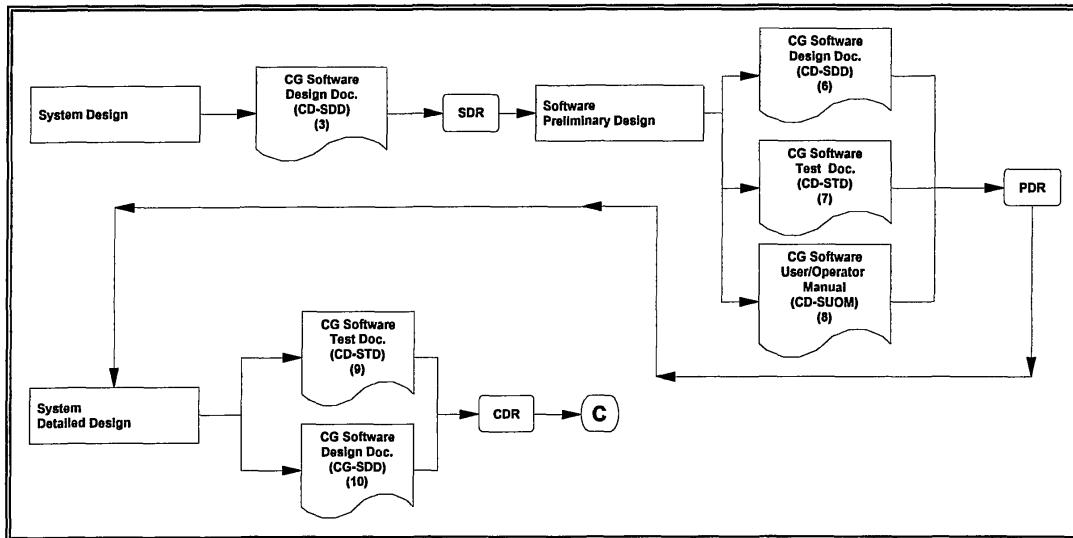 System Design
CG Software
Design Doc.
(CD-SDD)
(3)
SDR
Software
Preliminary Design
CG Software
Design Doc.
(CD-SDD)
(6)
CG Software
Test Doc.
(CD-STD)
(7)
CG Software
User/Operator
Manual
(CD-SUOM)
(8)
PDR
System
Detailed Design
CG Software
Test Doc.
(CD-STD)
(9)
CG Software
Design Doc.
(CG-SDD)
(10)
CDR
C